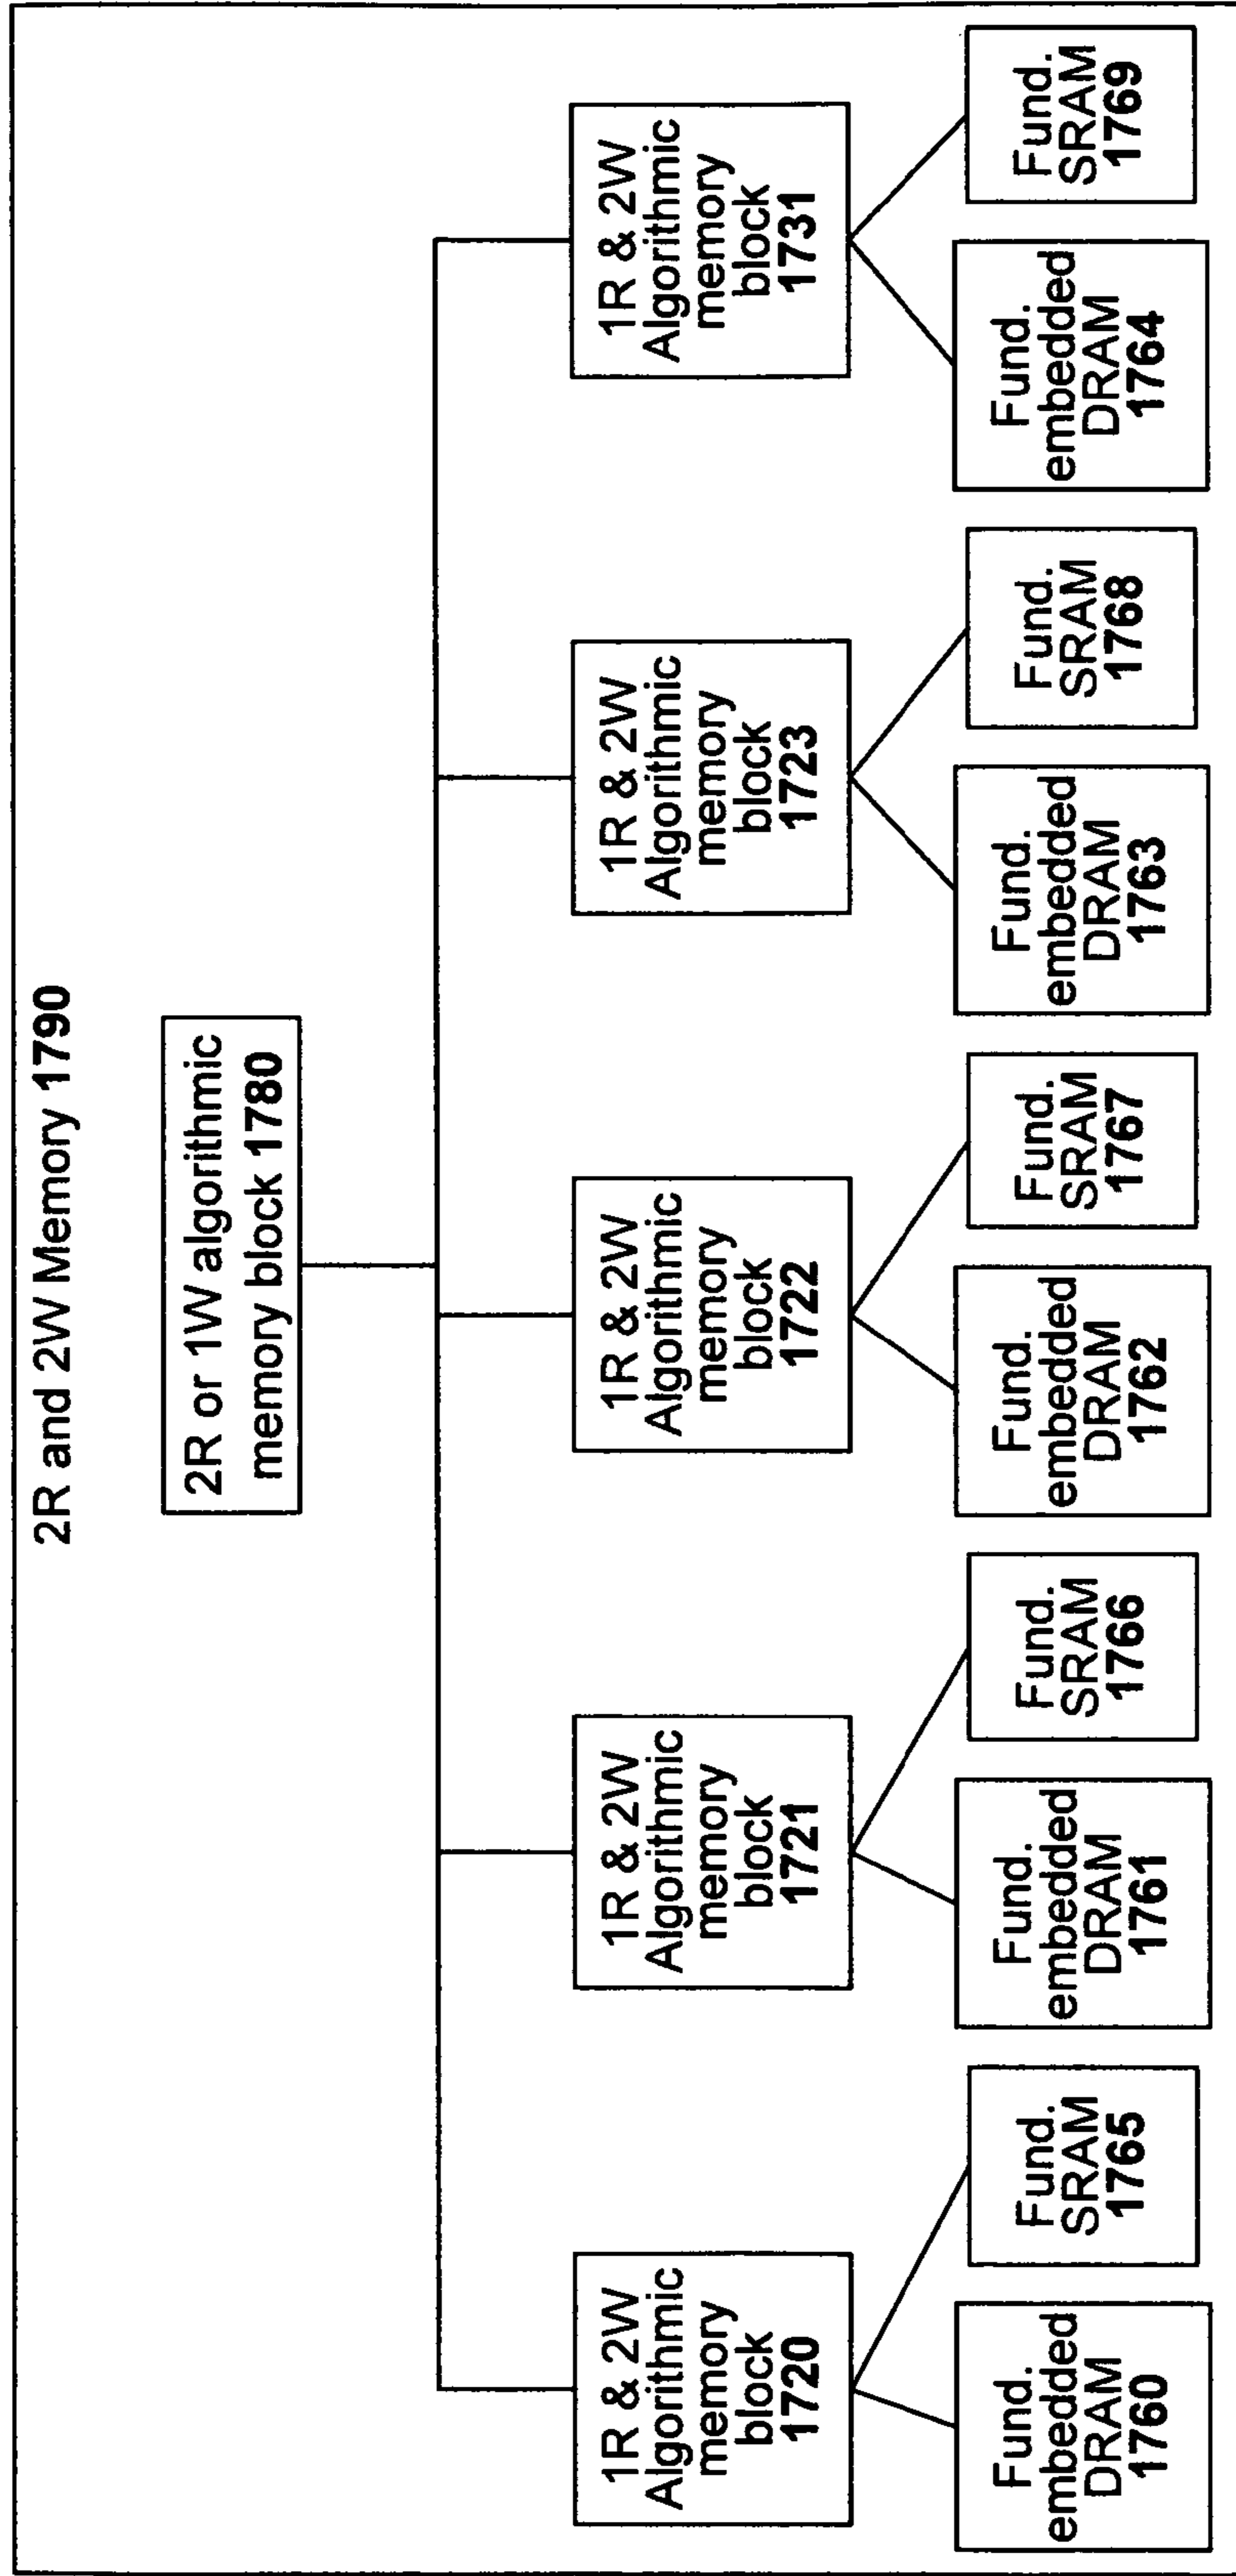 2R and 2W Memory 1790
2R or 1W algorithmic
memory block 1780
1R & 2W
Algorithmic
memory
block
1720
1R & 2W
Algorithmic
memory
block
1721
1R & 2W
Algorithmic
memory
block
1722
1R & 2W
Algorithmic
memory
block
1723
1R & 2W
Algorithmic
memory
block
1731
Fund.
embedded
DRAM
1760
Fund.
SRAM
1765
Fund.
embedded
DRAM
1761
Fund.
SRAM
1766
Fund.
embedded
DRAM
1762
Fund.
SRAM
1767
Fund.
embedded
DRAM
1763
Fund.
SRAM
1768
Fund.
embedded
DRAM
1764
Fund.
SRAM
1769